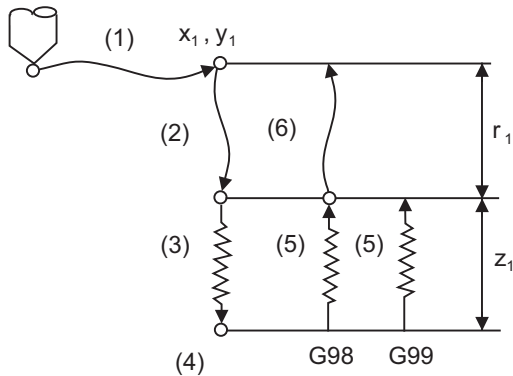 (1)
x₁ , y₁
(2)
(6)
r₁
(3)
(5)
(5)
z₁
(4)
G98
G99